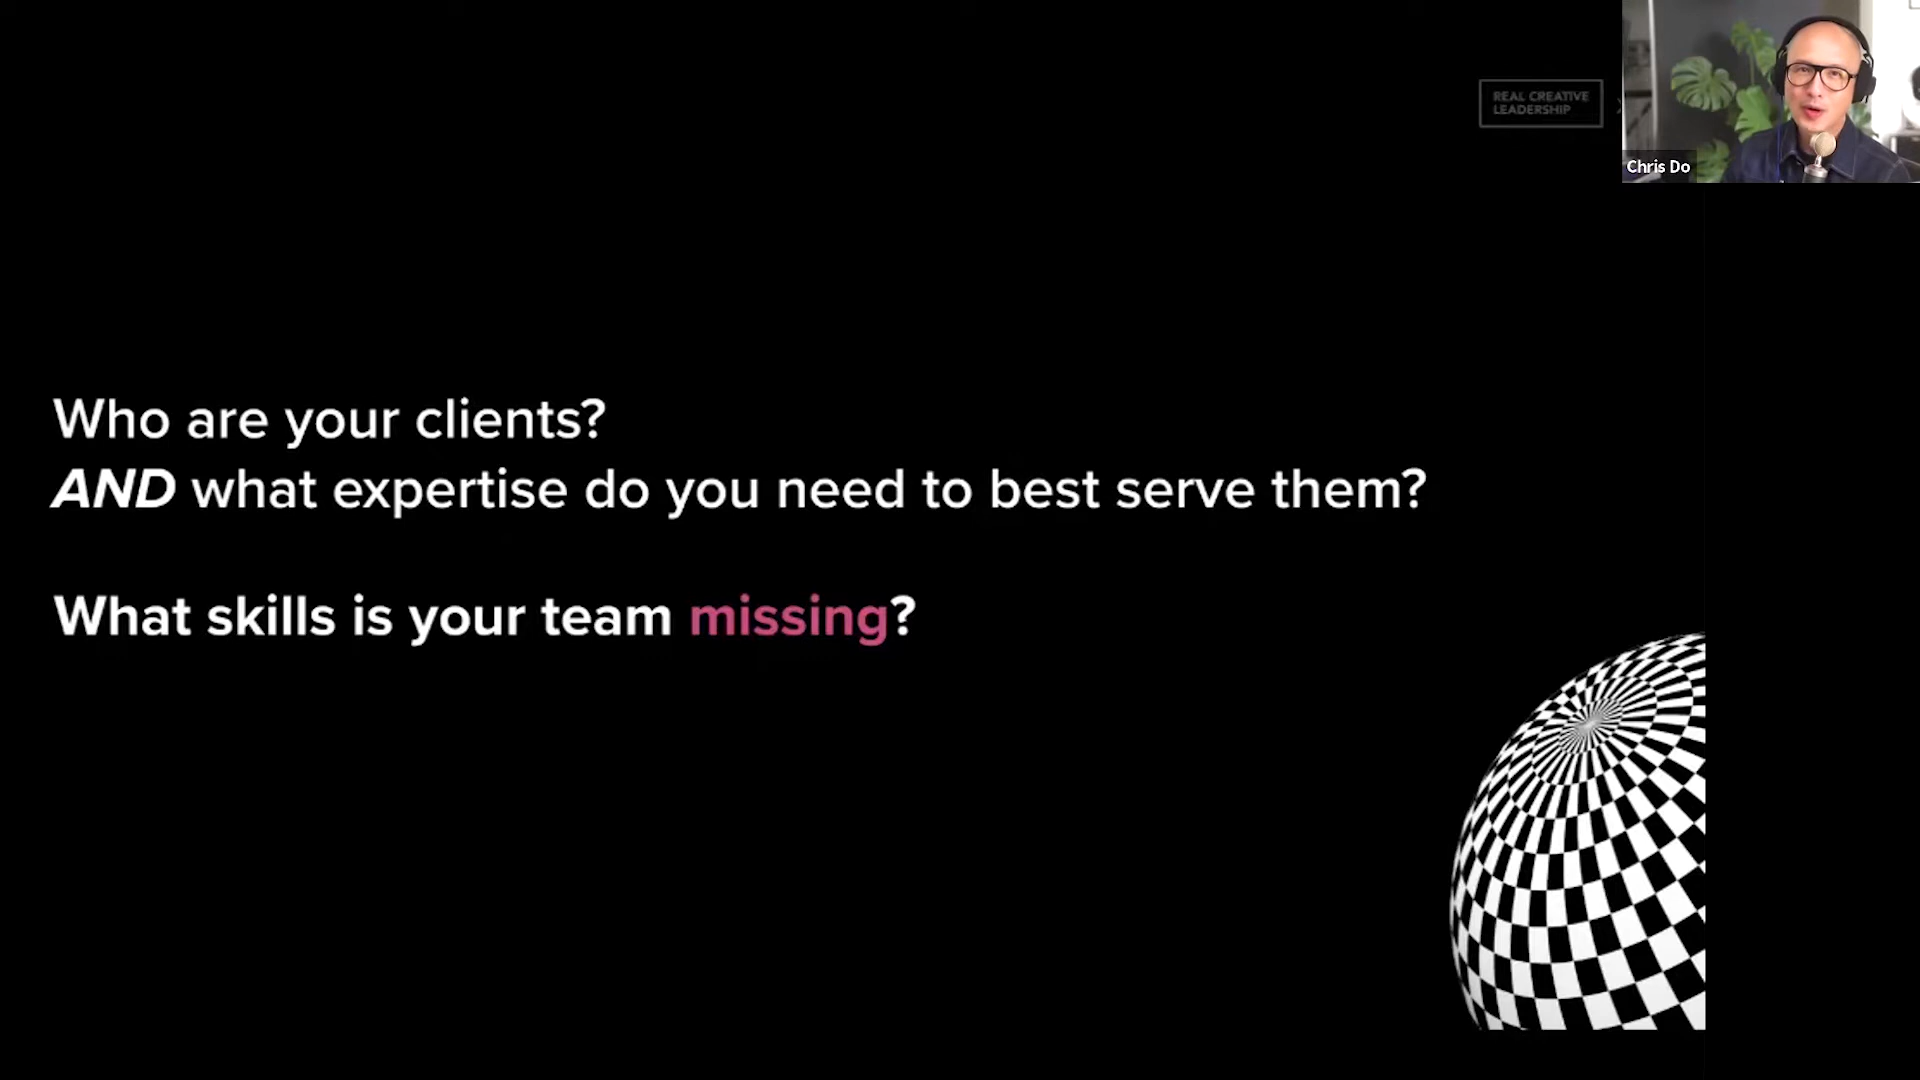 REAL CREATIVE
LEADERSHIP
Chris Do
Who are your clients?
AND what expertise do you need to best serve them?
What skills is your team missing?